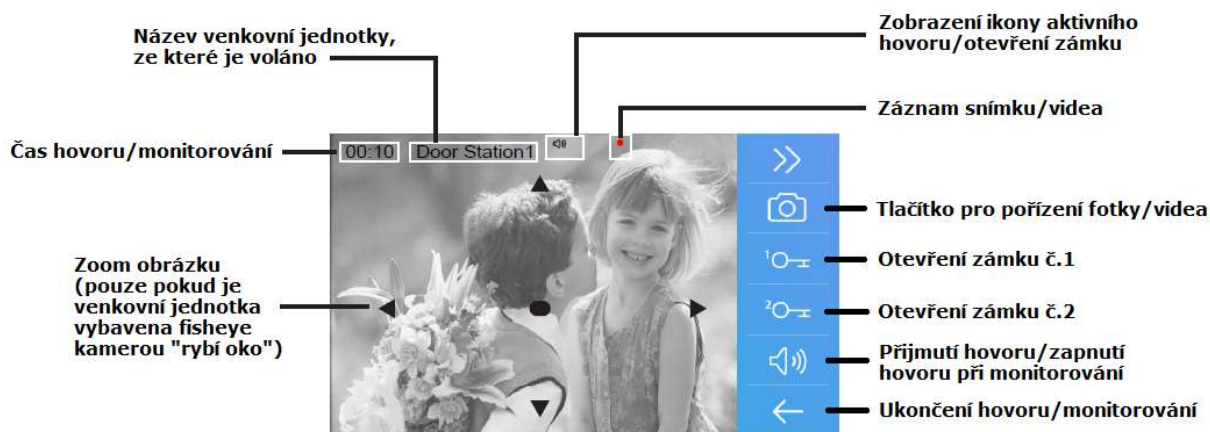 Název venkovní jednotky,
ze které je voláno
Zobrazení ikony aktivního
hovoru/otevření zámku
Záznam snímku/videa
Čas hovoru/monitorování
00:10
Door Station1
Tlačítko pro pořízení fotky/videa
Zoom obrázku
(pouze pokud je
venkovní jednotka
vybavena fisheye
kamerou "rybí oko")
1
Otevření zámku č.1
2
Otevření zámku č.2
Přijmutí hovoru/zapnutí
hovoru při monitorování
Ukončení hovoru/monitorování